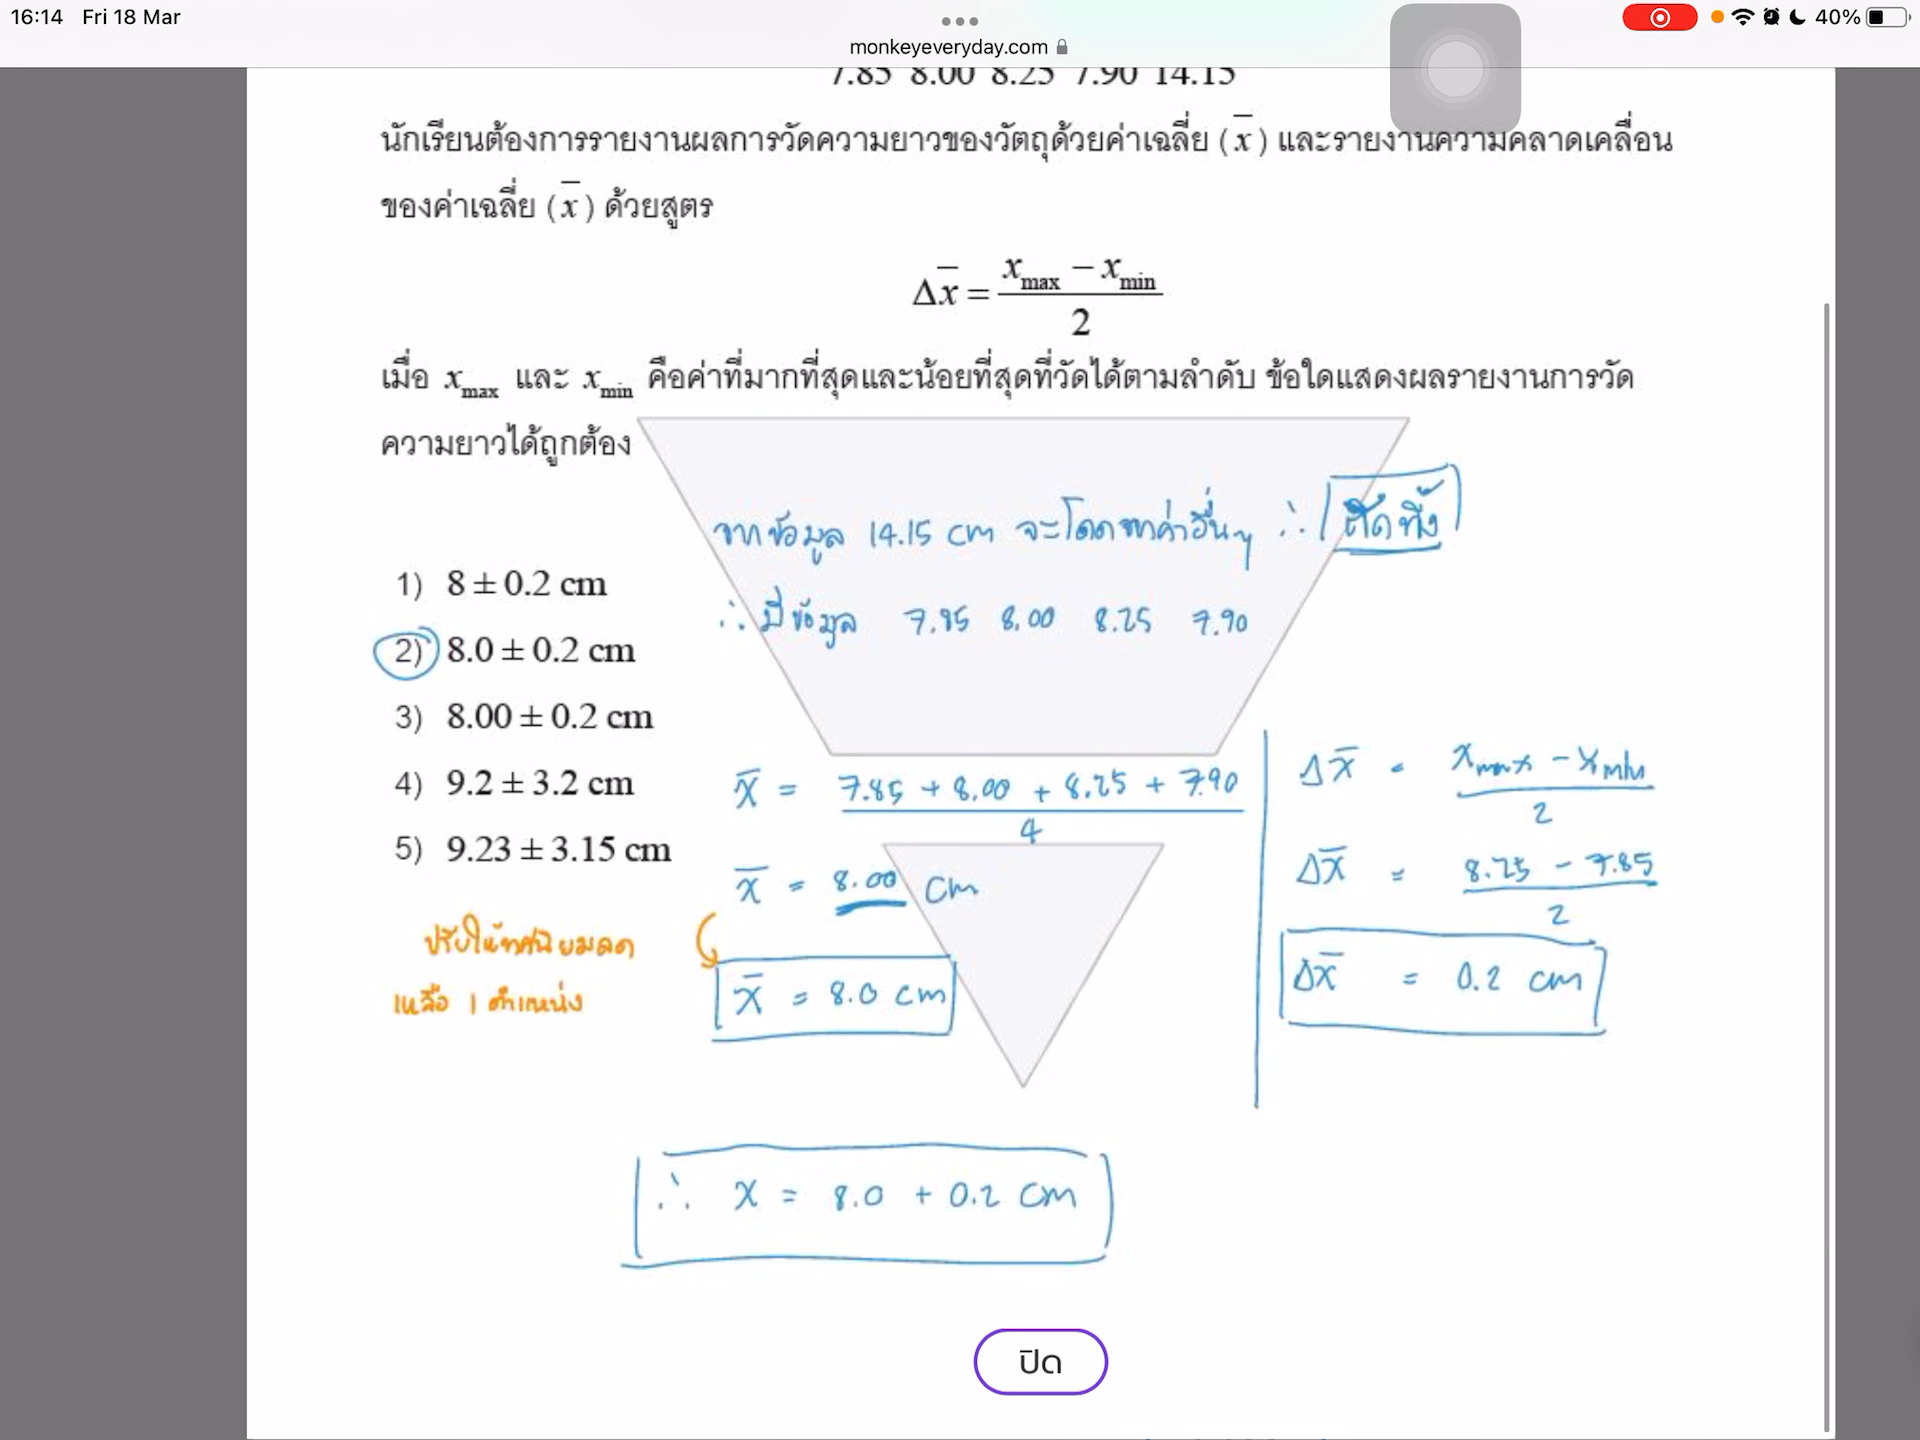 16:14 Fri 18 Mar
monkeyeveryday.com
40%
7.85 8.00 8.25 7.90 14.15
นักเรียนต้องการรายงานผลการวัดความยาวของวัตถุด้วยค่าเฉลี่ย (x̄) และรายงานความคลาดเคลื่อน
ของค่าเฉลี่ย (x̄) ด้วยสูตร
Δx̄ = (x_max − x_min) / 2
เมื่อ x_max และ x_min คือค่าที่มากที่สุดและน้อยที่สุดที่วัดได้ตามลำดับ ข้อใดแสดงผลรายงานการวัด
ความยาวได้ถูกต้อง
จากข้อมูล 14.15 cm จะโดดจากค่าอื่นๆ ∴ ตัดทิ้ง
∴ มีข้อมูล 7.85 8.00 8.25 7.90
1) 8 ± 0.2 cm
2) 8.0 ± 0.2 cm
3) 8.00 ± 0.2 cm
4) 9.2 ± 3.2 cm
5) 9.23 ± 3.15 cm
x̄ = (7.85 + 8.00 + 8.25 + 7.90) / 4
x̄ = 8.00 cm
ปรับให้ทศนิยมลด
เหลือ 1 ตำแหน่ง
x̄ = 8.0 cm
Δx̄ = (x_max − x_min) / 2
Δx̄ = (8.25 − 7.85) / 2
Δx̄ = 0.2 cm
∴ x = 8.0 + 0.2 cm
ปิด